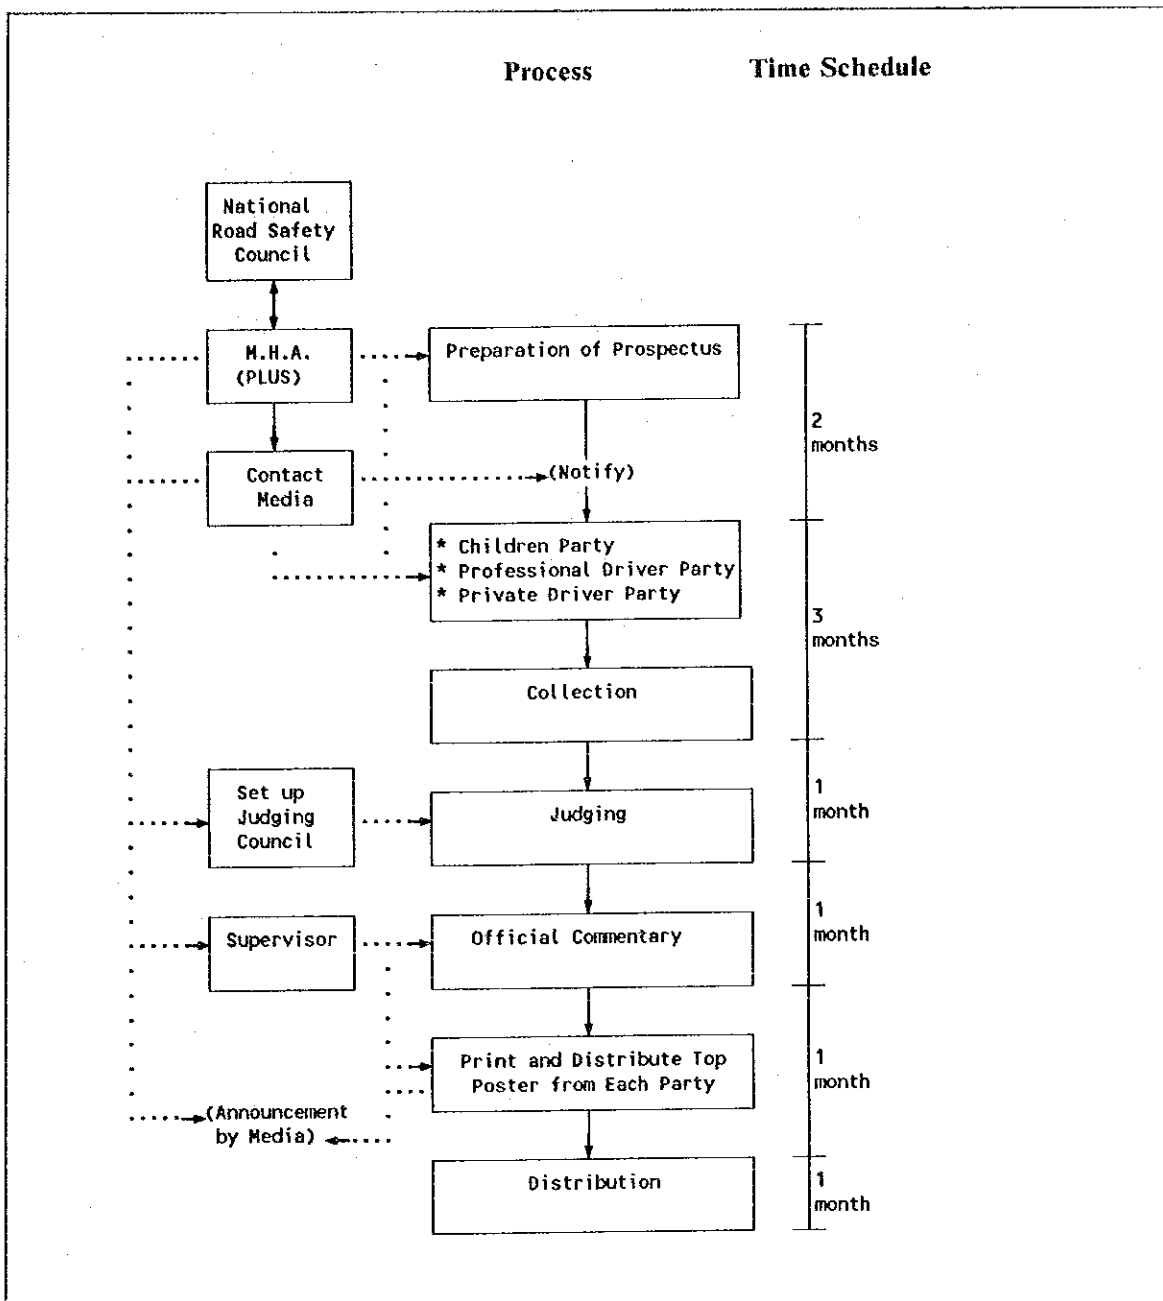 Process
Time Schedule
National
Road Safety
Council
M.H.A.
(PLUS)
Preparation of Prospectus
2
months
Contact
Media
(Notify)
* Children Party
* Professional Driver Party
* Private Driver Party
3
months
Collection
Set up
Judging
Council
Judging
1
month
Supervisor
Official Commentary
1
month
Print and Distribute Top
Poster from Each Party
1
month
(Announcement
by Media)
Distribution
1
month